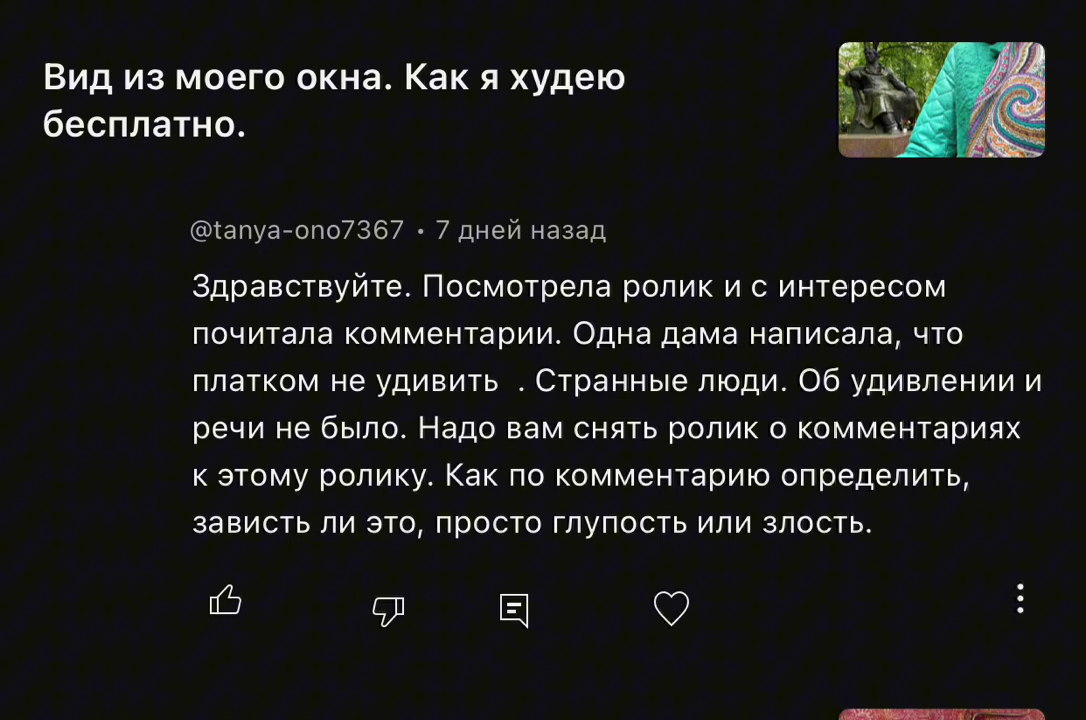 Вид из моего окна. Как я худею
бесплатно.
@tanya-ono7367 • 7 дней назад
Здравствуйте. Посмотрела ролик и с интересом
почитала комментарии. Одна дама написала, что
платком не удивить . Странные люди. Об удивлении и
речи не было. Надо вам снять ролик о комментариях
к этому ролику. Как по комментарию определить,
зависть ли это, просто глупость или злость.